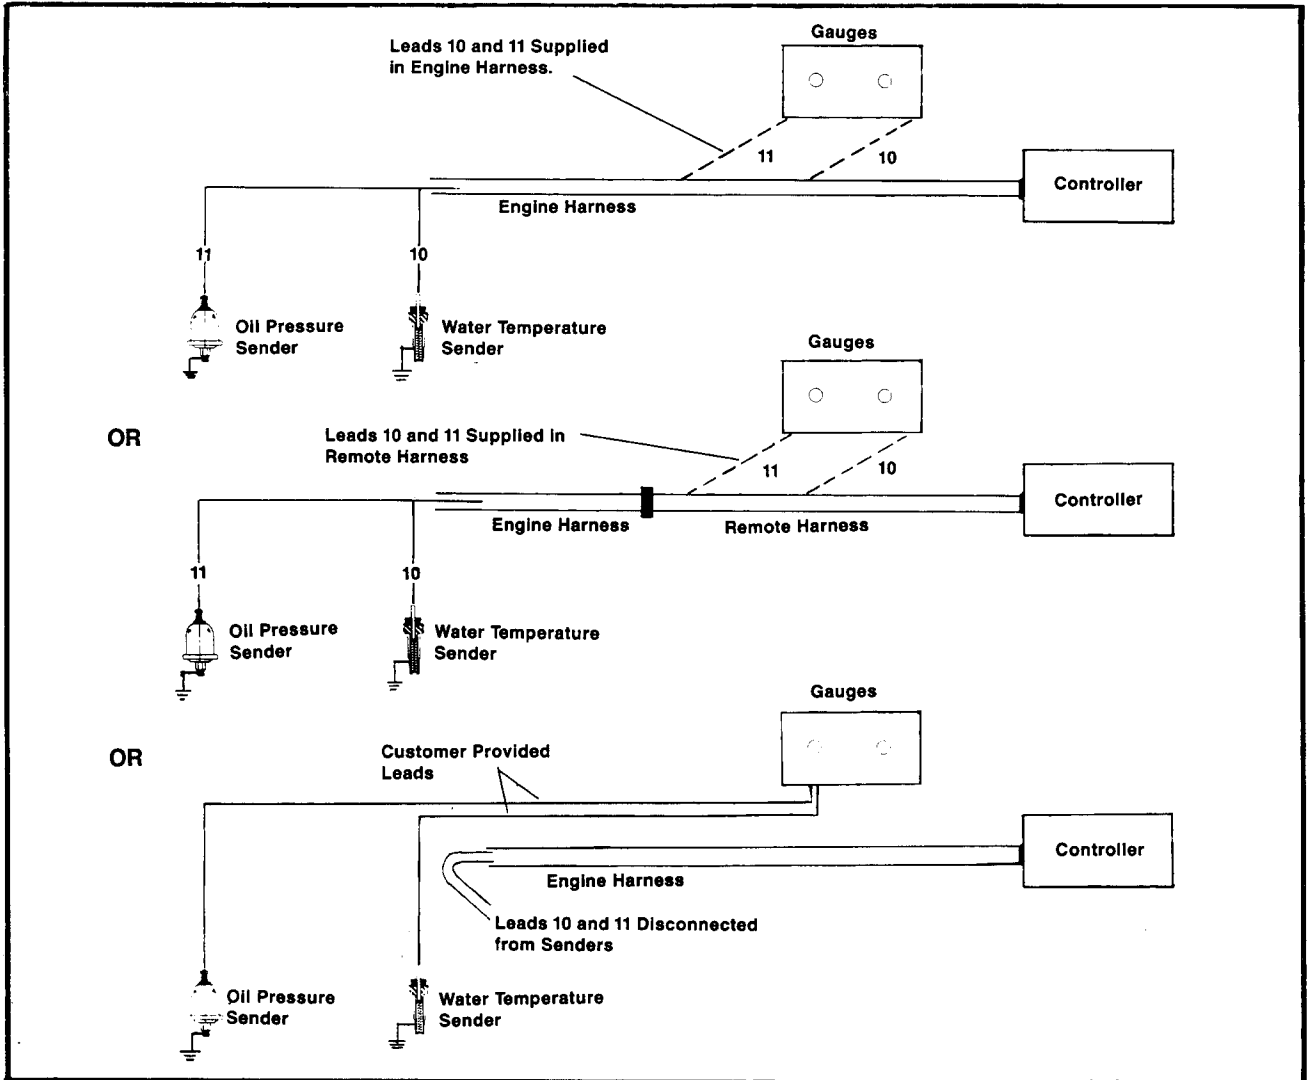 Gauges
Leads 10 and 11 Supplied
in Engine Harness.
11
10
Controller
Engine Harness
11
10
Oil Pressure
Sender
Water Temperature
Sender
Gauges
OR
Leads 10 and 11 Supplied in
Remote Harness
11
10
Controller
Engine Harness
Remote Harness
11
10
Oil Pressure
Sender
Water Temperature
Sender
Gauges
OR
Customer Provided
Leads
Controller
Engine Harness
Leads 10 and 11 Disconnected
from Senders
Oil Pressure
Sender
Water Temperature
Sender